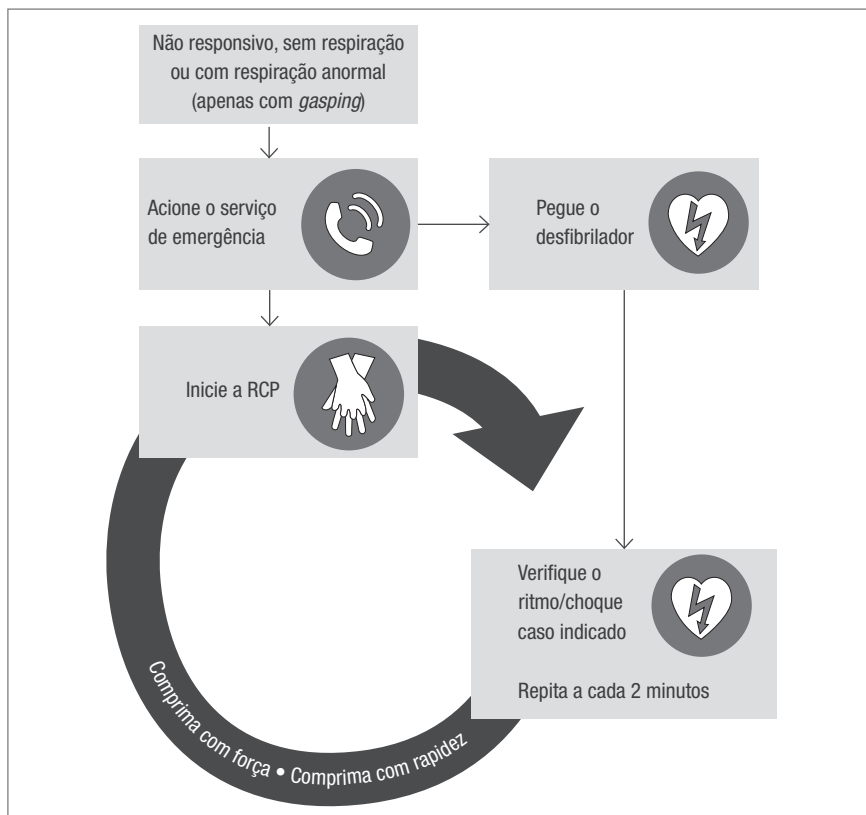 Não responsivo, sem respiração
ou com respiração anormal
(apenas com gasping)
Acione o serviço
de emergência
Pegue o
desfibrilador
Inicie a RCP
Verifique o
ritmo/choque
caso indicado
Repita a cada 2 minutos
Comprima com força • Comprima com rapidez